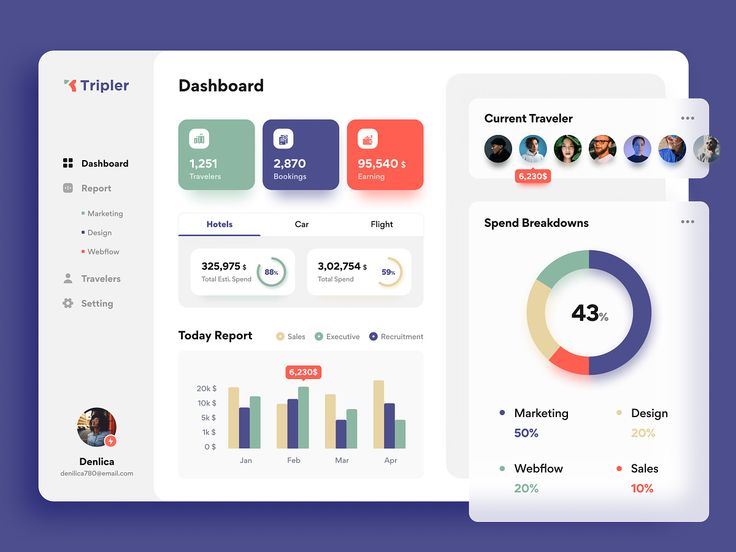 Tripler
Dashboard
Report
Marketing
Design
Webflow
Travelers
Setting
Denlica
denilica780@email.com
Dashboard
1,251
Travelers
2,870
Bookings
95,540 $
Earning
Hotels Car Flight
325,975 $
Total Esti. Spend
88%
3,02,754 $
Total Spend
59%
Today Report
Sales Executive Recruitment
6,230$
20k $
10k $
5k $
1k $
0 $
Jan Feb Mar Apr
Current Traveler
6,230$
Spend Breakdowns
43%
Marketing
50%
Design
20%
Webflow
20%
Sales
10%